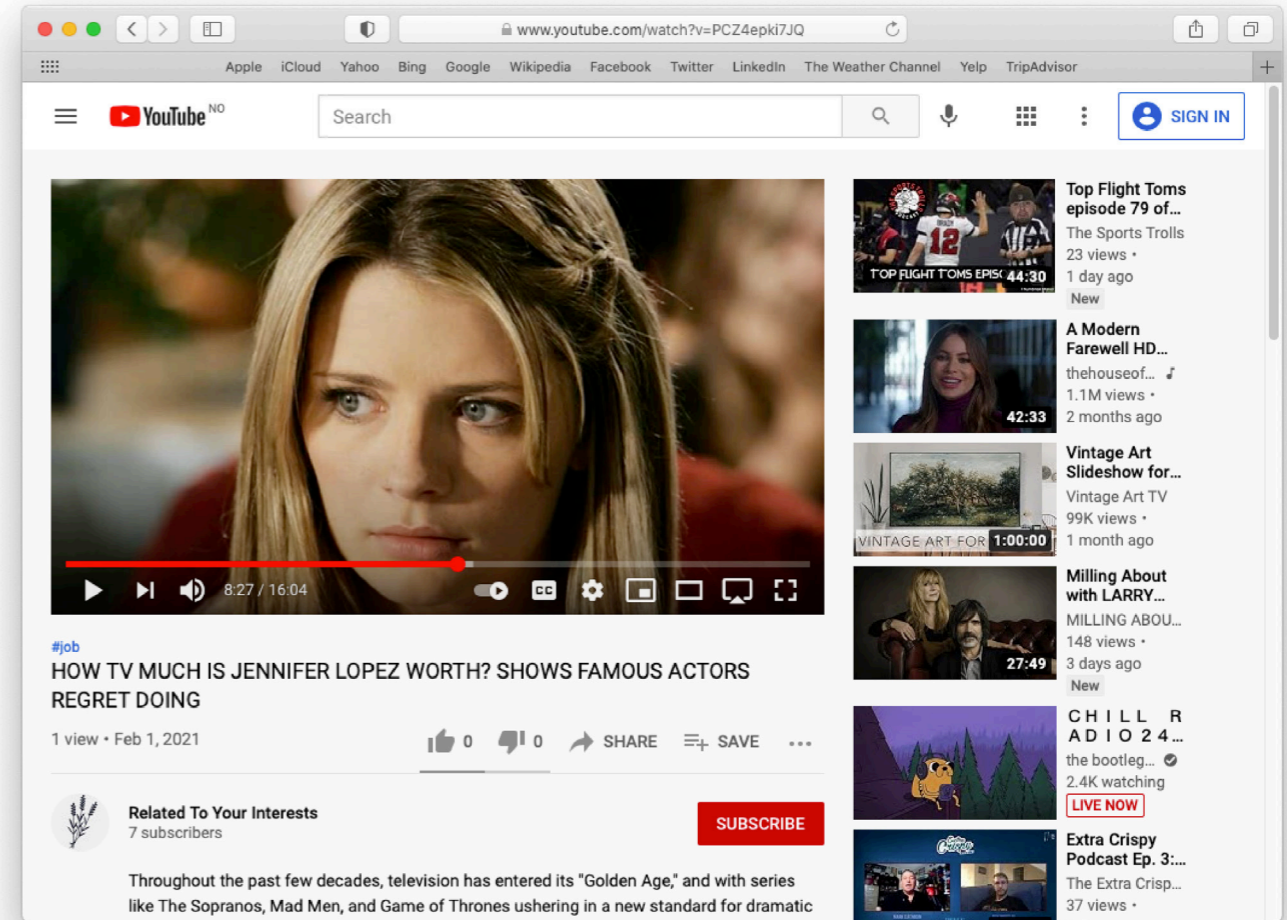 www.youtube.com/watch?v=PCZ4epki7JQ
Apple iCloud Yahoo Bing Google Wikipedia Facebook Twitter LinkedIn The Weather Channel Yelp TripAdvisor
YouTube NO
Search
SIGN IN
8:27 / 16:04
CC
#job
HOW TV MUCH IS JENNIFER LOPEZ WORTH? SHOWS FAMOUS ACTORS
REGRET DOING
1 view • Feb 1, 2021
0 0 SHARE SAVE
Related To Your Interests
7 subscribers
SUBSCRIBE
Throughout the past few decades, television has entered its "Golden Age," and with series
like The Sopranos, Mad Men, and Game of Thrones ushering in a new standard for dramatic
12
TOP FLIGHT TOMS EPISO
44:30
Top Flight Toms
episode 79 of...
The Sports Trolls
23 views •
1 day ago
New
42:33
A Modern
Farewell HD...
thehouseof...
1.1M views •
2 months ago
VINTAGE ART FOR
1:00:00
Vintage Art
Slideshow for...
Vintage Art TV
99K views •
1 month ago
27:49
Milling About
with LARRY...
MILLING ABOU...
148 views •
3 days ago
New
C H I L L R
A D I O 2 4...
the bootleg...
2.4K watching
LIVE NOW
Extra Crispy
Podcast Ep. 3:...
The Extra Crisp...
37 views •